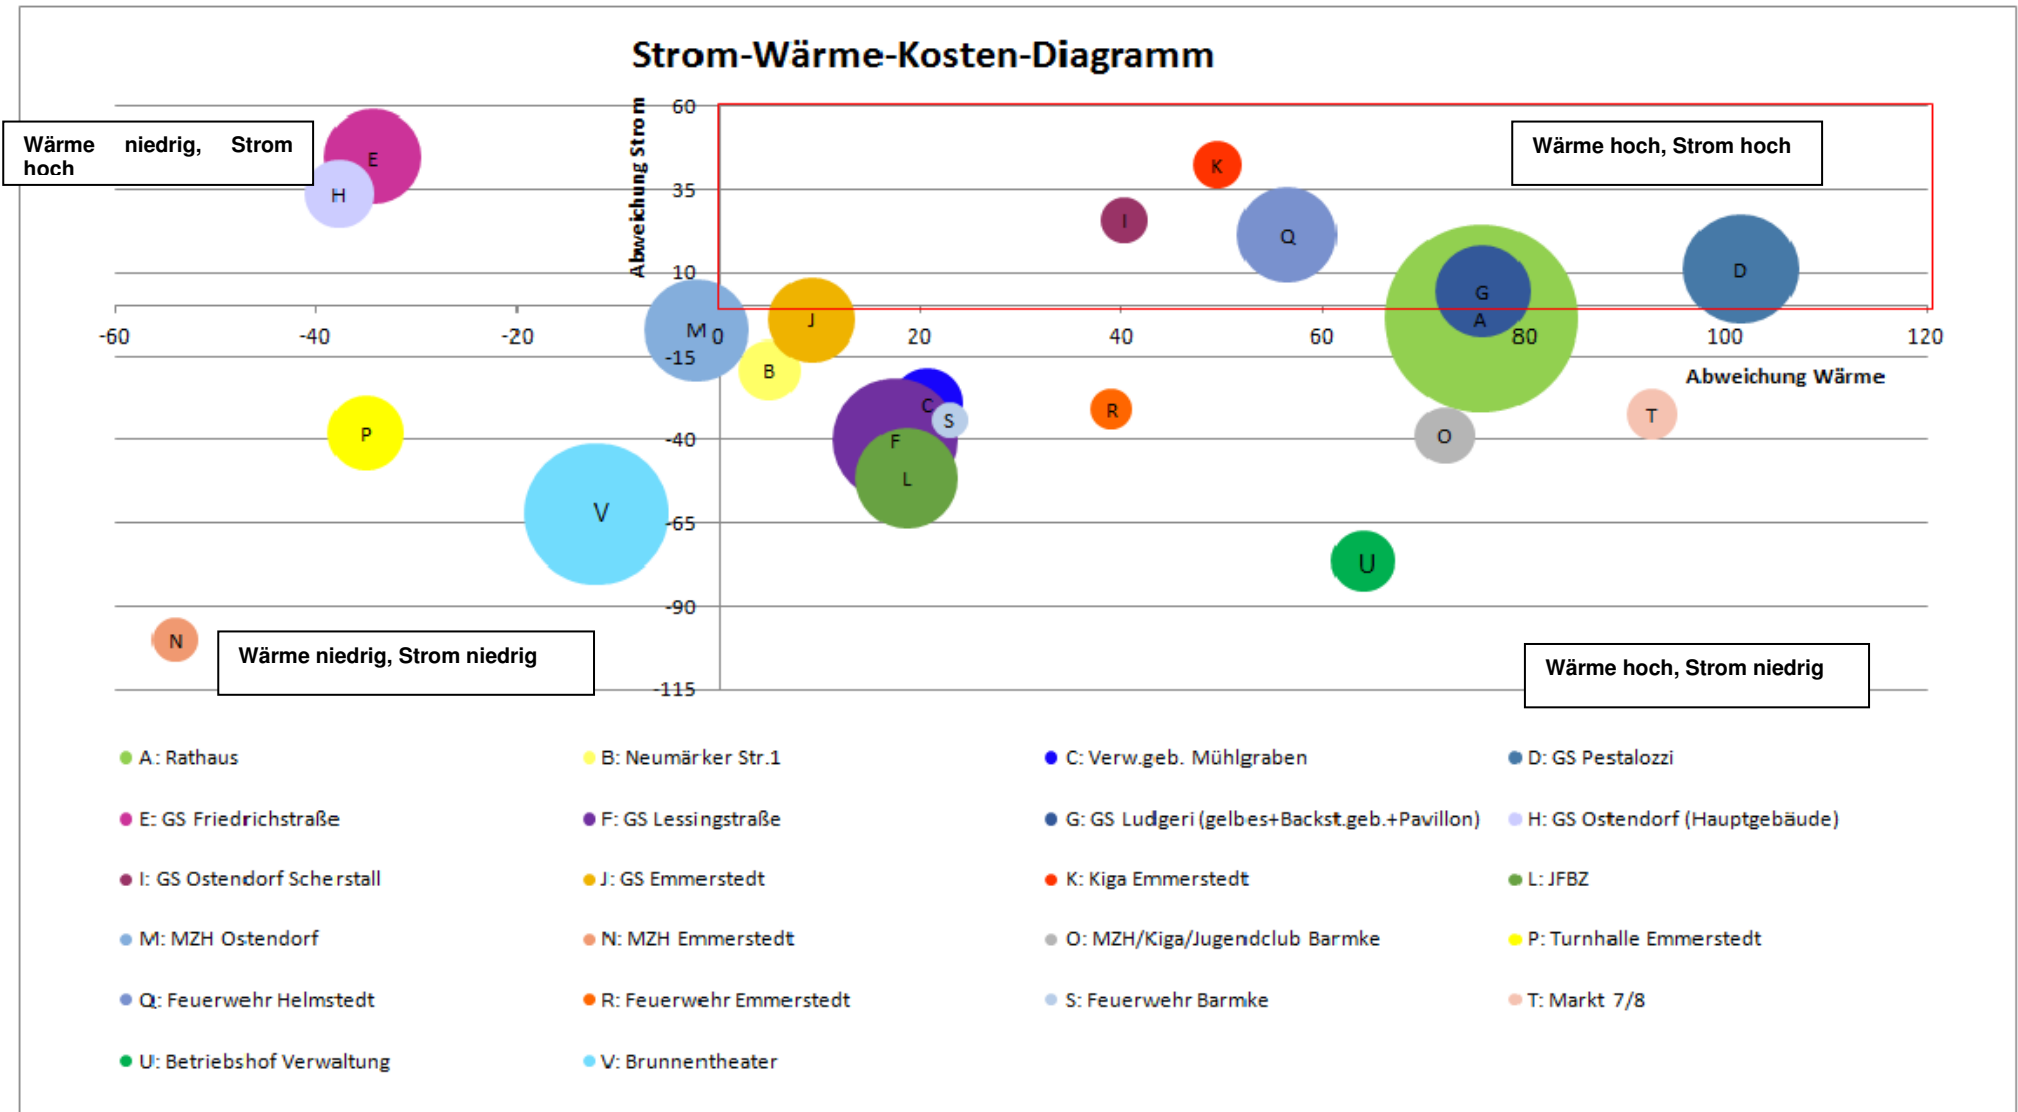 Strom-Wärme-Kosten-Diagramm
Abweichung Strom
60
Wärme niedrig, Strom
hoch
Wärme hoch, Strom hoch
E
K
H
35
I
Q
10
G
D
M
J
A
-60
-40
-20
0
20
40
60
80
100
120
-15
B
Abweichung Wärme
C
S
R
T
P
-40
F
O
L
V
-65
U
-90
N
Wärme niedrig, Strom niedrig
Wärme hoch, Strom niedrig
-115
A: Rathaus
B: Neumärker Str.1
C: Verw.geb. Mühlgraben
D: GS Pestalozzi
E: GS Friedrichstraße
F: GS Lessingstraße
G: GS Ludgeri (gelbes+Backst.geb.+Pavillon)
H: GS Ostendorf (Hauptgebäude)
I: GS Ostendorf Scherstall
J: GS Emmerstedt
K: Kiga Emmerstedt
L: JFBZ
M: MZH Ostendorf
N: MZH Emmerstedt
O: MZH/Kiga/Jugendclub Barmke
P: Turnhalle Emmerstedt
Q: Feuerwehr Helmstedt
R: Feuerwehr Emmerstedt
S: Feuerwehr Barmke
T: Markt 7/8
U: Betriebshof Verwaltung
V: Brunnentheater